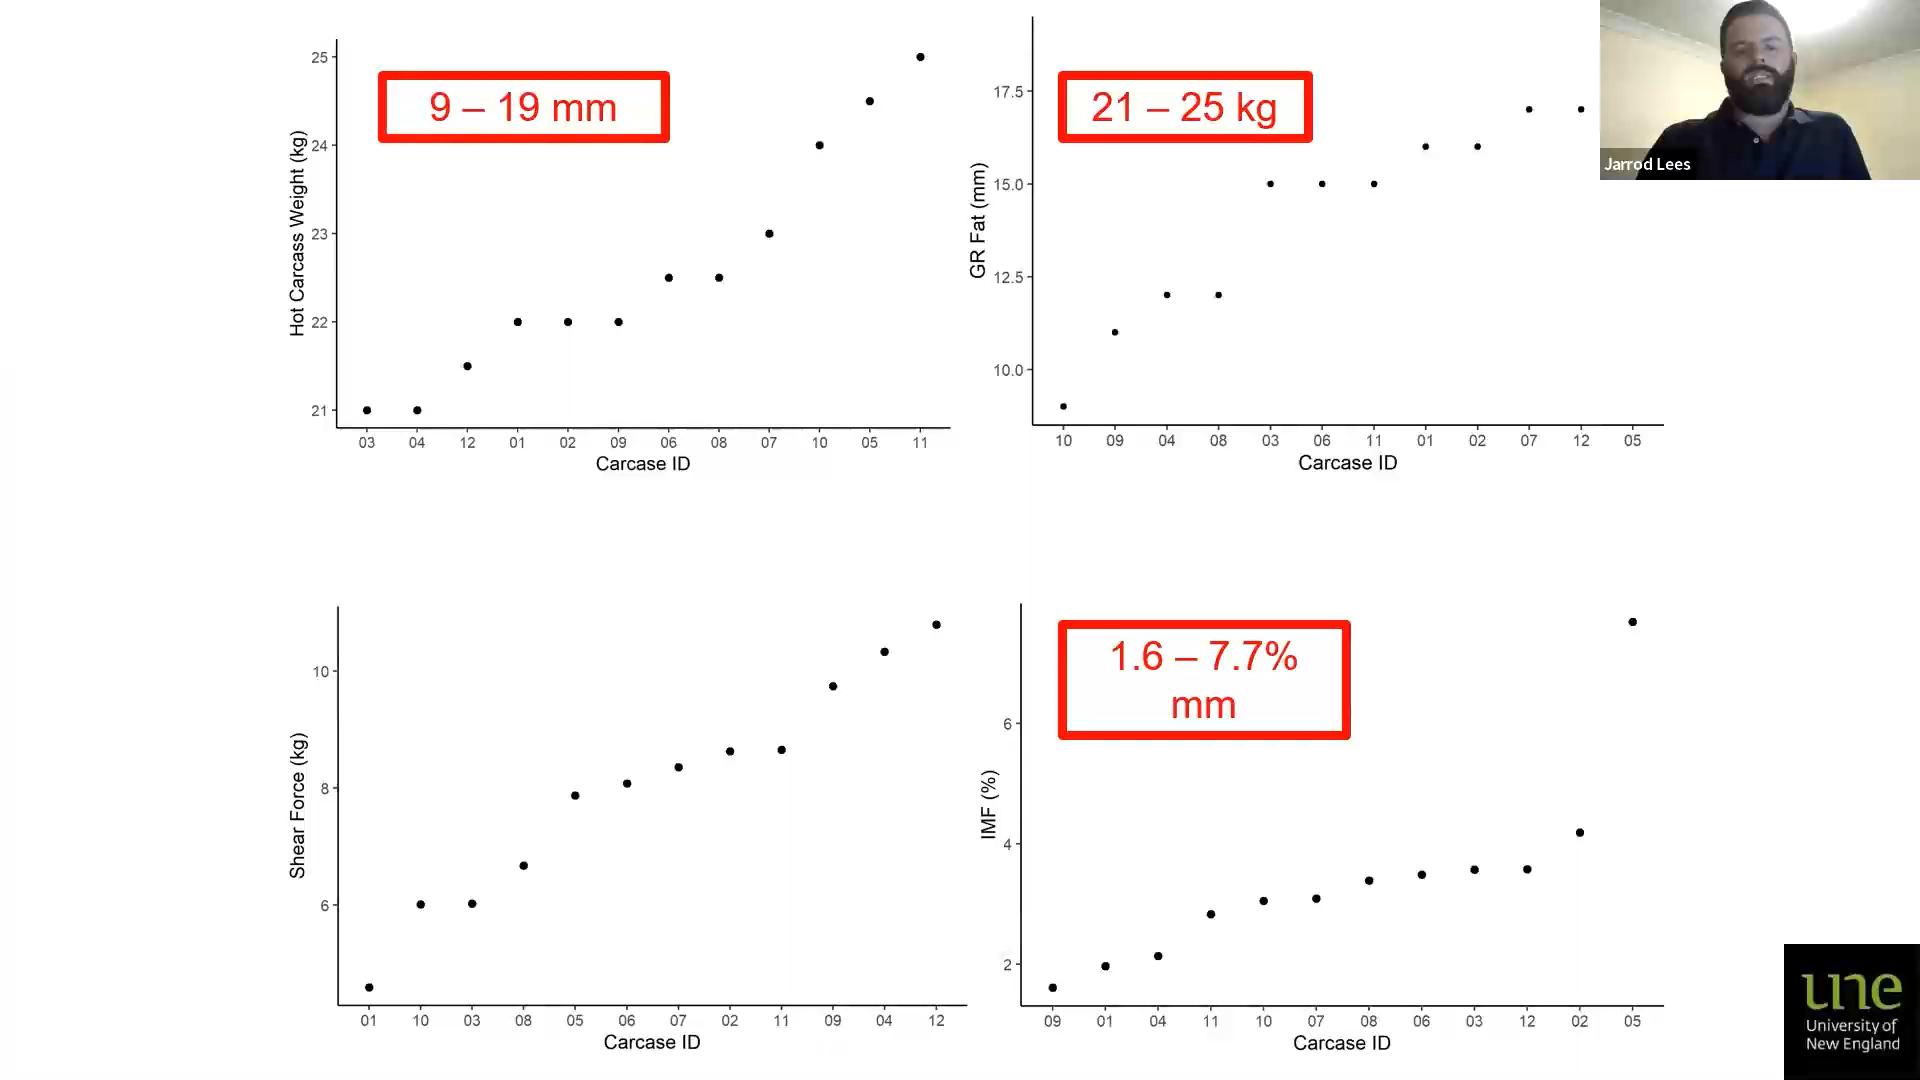 9 – 19 mm
25
24
23
22
21
Hot Carcass Weight (kg)
03 04 12 01 02 09 06 08 07 10 05 11
Carcase ID
21 – 25 kg
17.5
15.0
12.5
10.0
GR Fat (mm)
10 09 04 08 03 06 11 01 02 07 12 05
Carcase ID
Jarrod Lees
10
8
6
Shear Force (kg)
01 10 03 08 05 06 07 02 11 09 04 12
Carcase ID
1.6 – 7.7%
mm
6
4
2
IMF (%)
09 01 04 11 10 07 08 06 03 12 02 05
Carcase ID
une
University of
New England